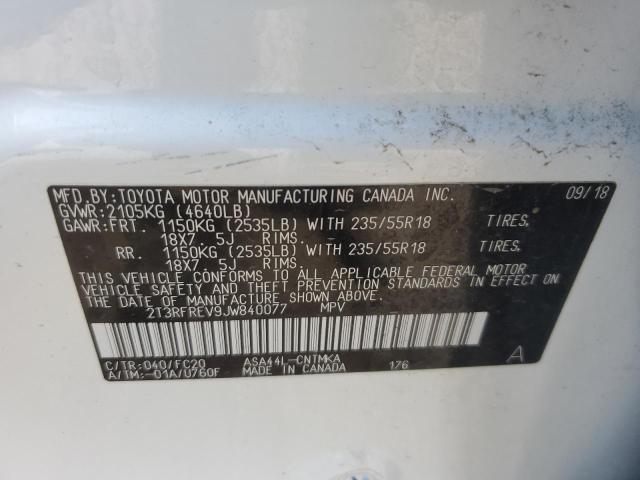 MFD.BY:TOYOTA MOTOR MANUFACTURING CANADA INC. 09/18
GVWR:2105KG (4640LB)
GAWR:FRT. 1150KG (2535LB) WITH 235/55R18 TIRES,
18X7.5J RIMS.
RR. 1150KG (2535LB) WITH 235/55R18 TIRES,
18X7.5J RIMS.
THIS VEHICLE CONFORMS TO ALL APPLICABLE FEDERAL MOTOR
VEHICLE SAFETY AND THEFT PREVENTION STANDARDS IN EFFECT ON
THE DATE OF MANUFACTURE SHOWN ABOVE.
2T3RFREV9JW840077 MPV
C/TR:040/FC20 ASA44L-CNTMKA 176 A
A/TM:-01A/U760F MADE IN CANADA